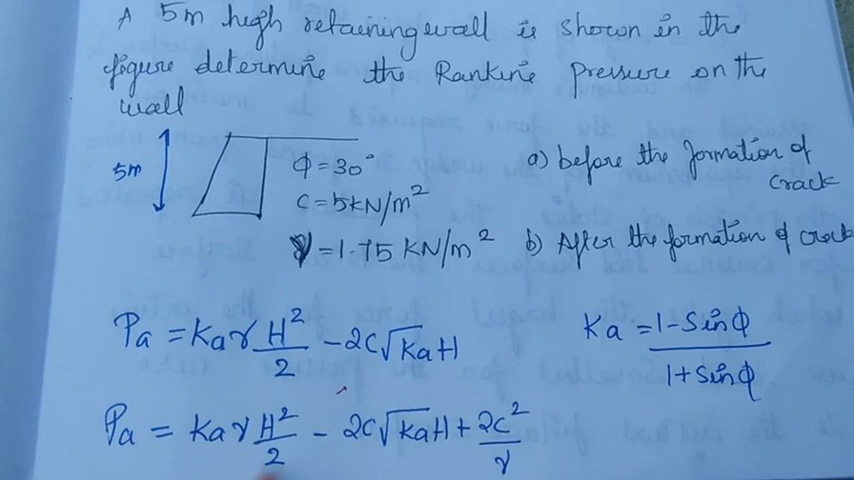 A 5m high retaining wall is shown in the
figure determine the Rankine pressure on the
wall
5m
Φ = 30°
C = 5KN/m²
γ = 1.75 KN/m²
a) before the formation of
crack
b) After the formation of crack
Pa = Kaγ H²/2 - 2C√Ka H
Ka = 1-Sinφ / 1+Sinφ
Pa = Kaγ H²/2 - 2C√Ka H + 2C²/γ